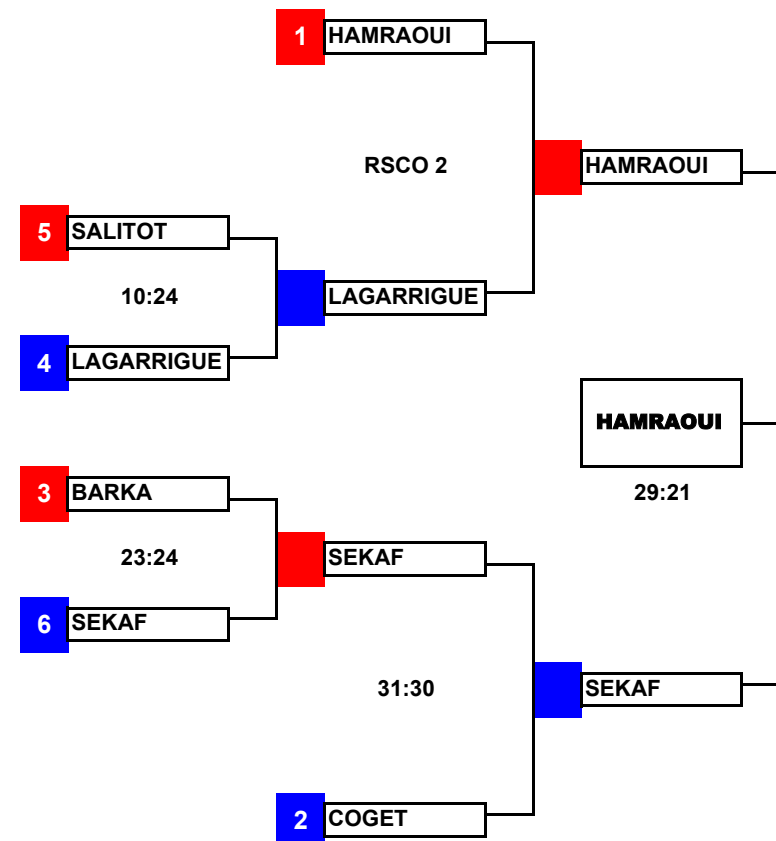 1 HAMRAOUI
RSCO 2
HAMRAOUI
5 SALITOT
10:24
LAGARRIGUE
4 LAGARRIGUE
HAMRAOUI
29:21
3 BARKA
23:24
SEKAF
6 SEKAF
31:30
SEKAF
2 COGET